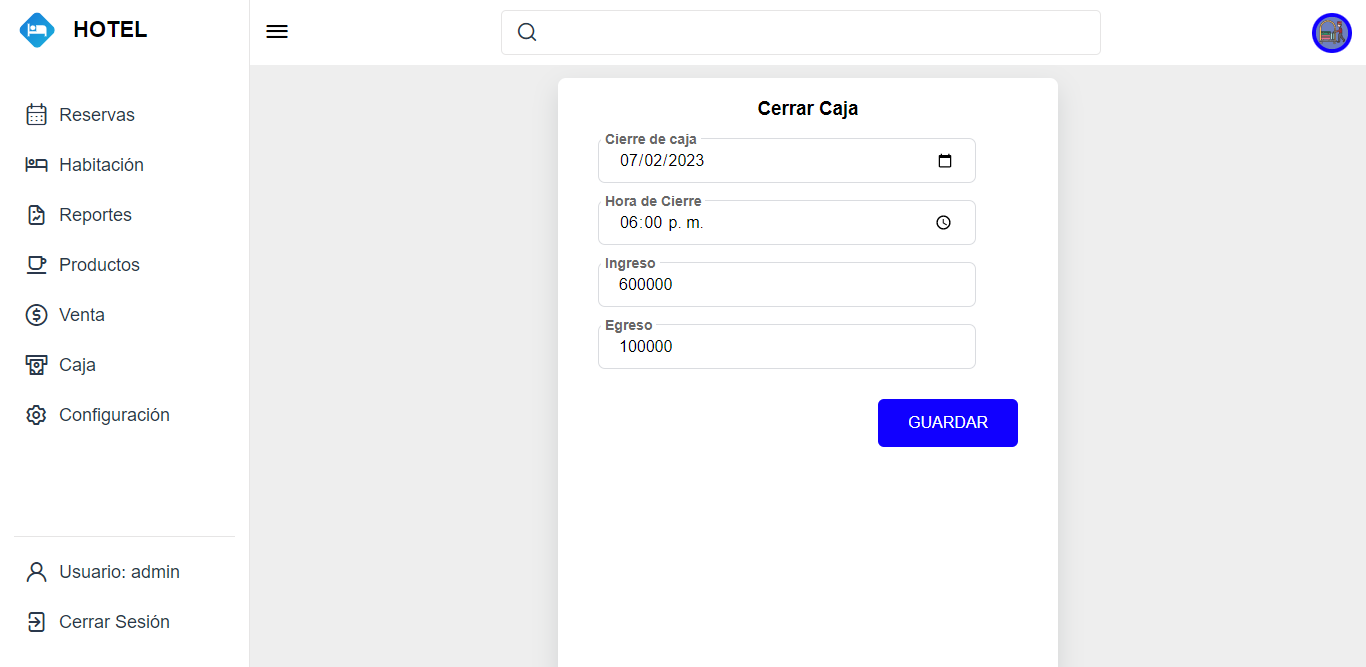 HOTEL
Reservas
Habitación
Reportes
Productos
Venta
Caja
Configuración
Usuario: admin
Cerrar Sesión
Cerrar Caja
Cierre de caja
07/02/2023
Hora de Cierre
06:00 p. m.
Ingreso
600000
Egreso
100000
GUARDAR